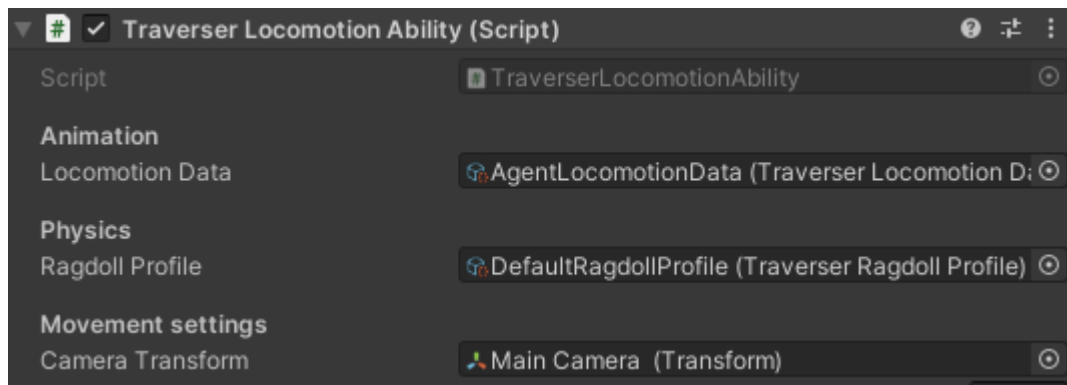 Traverser Locomotion Ability (Script)
Script TraverserLocomotionAbility
Animation
Locomotion Data AgentLocomotionData (Traverser Locomotion Da
Physics
Ragdoll Profile DefaultRagdollProfile (Traverser Ragdoll Profile)
Movement settings
Camera Transform Main Camera (Transform)